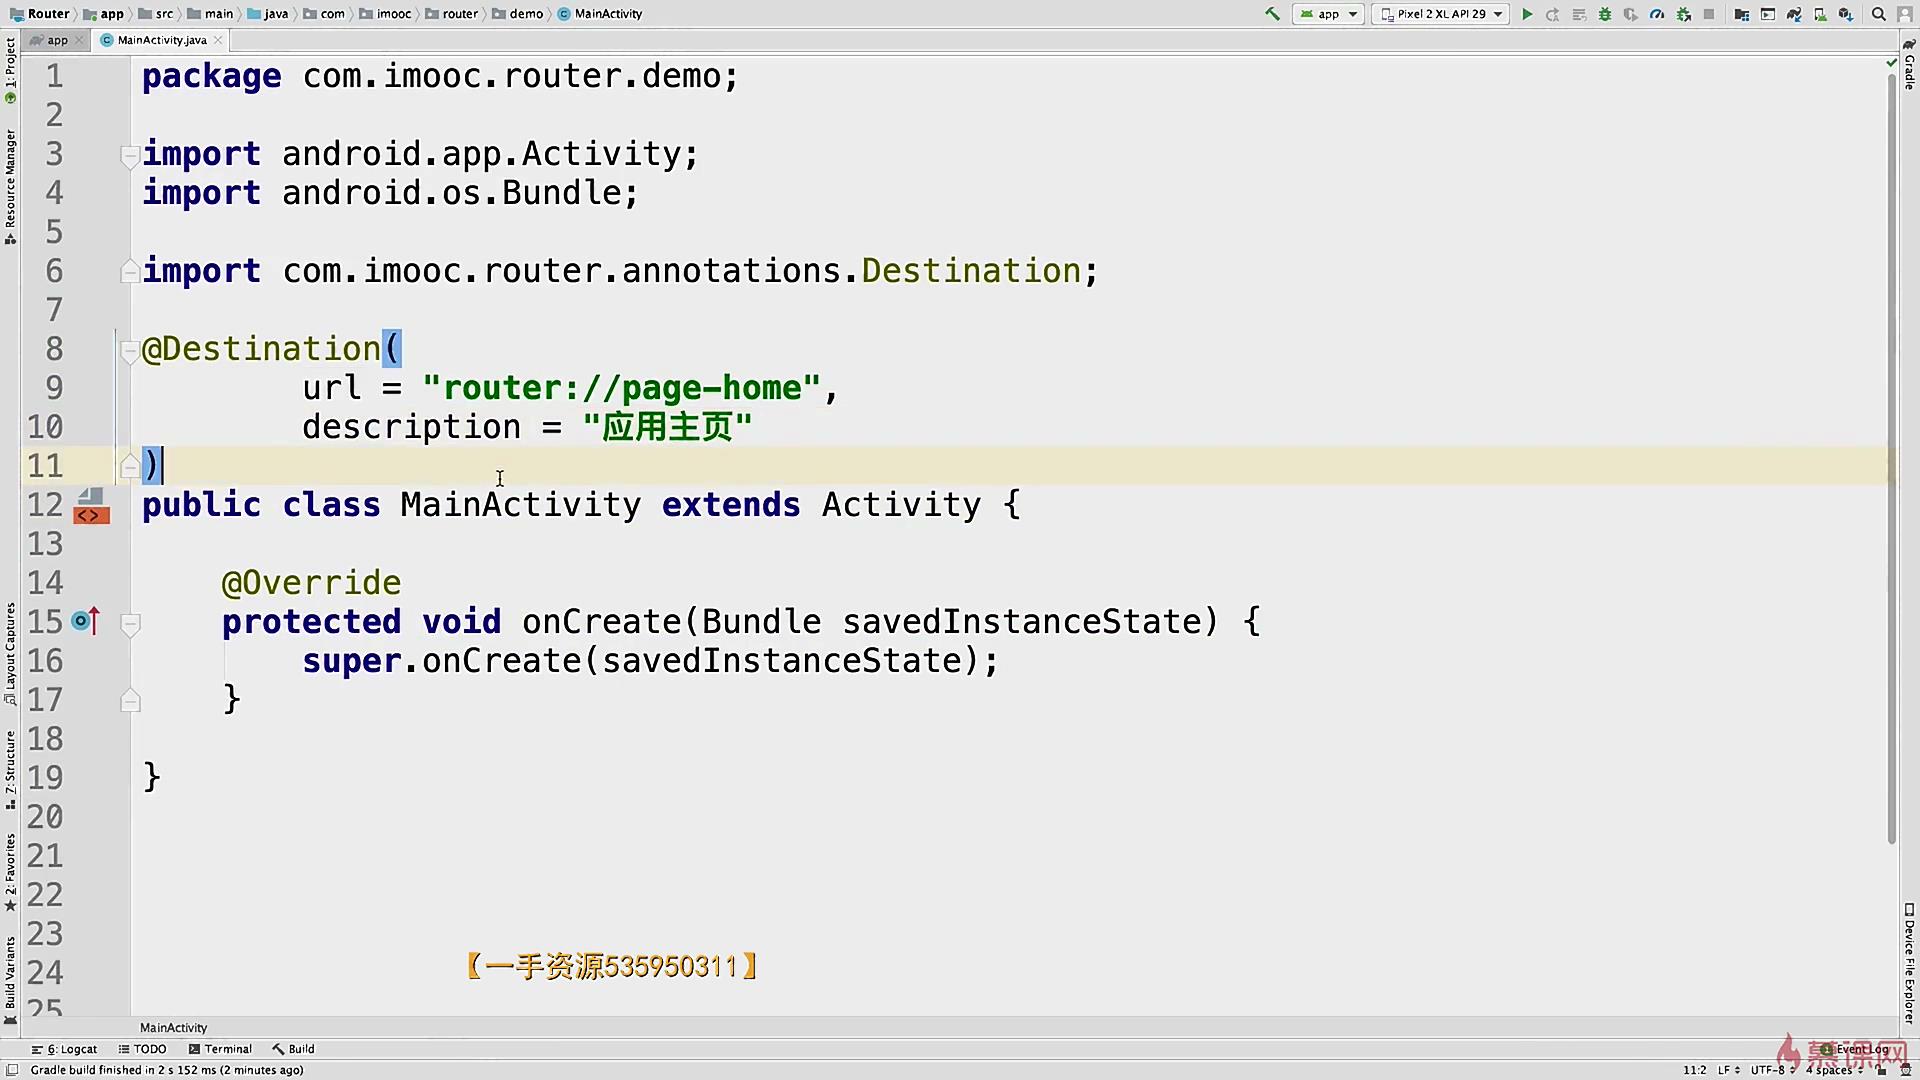 Router app src main java com imooc router demo MainActivity app Pixel 2 XL API 29
app MainActivity.java
1: Project
Resource Manager
Layout Captures
7: Structure
2: Favorites
Build Variants
Gradle
Device File Explorer
1 package com.imooc.router.demo;
2
3 import android.app.Activity;
4 import android.os.Bundle;
5
6 import com.imooc.router.annotations.Destination;
7
8 @Destination(
9 url = "router://page-home",
10 description = "应用主页"
11 )
12 public class MainActivity extends Activity {
13
14 @Override
15 protected void onCreate(Bundle savedInstanceState) {
16 super.onCreate(savedInstanceState);
17 }
18
19 }
20
21
22
23
24
25
【一手资源535950311】
MainActivity
6: Logcat TODO Terminal Build Event Log
慕课网
Gradle build finished in 2 s 152 ms (2 minutes ago) 11:2 LF UTF-8 4 spaces